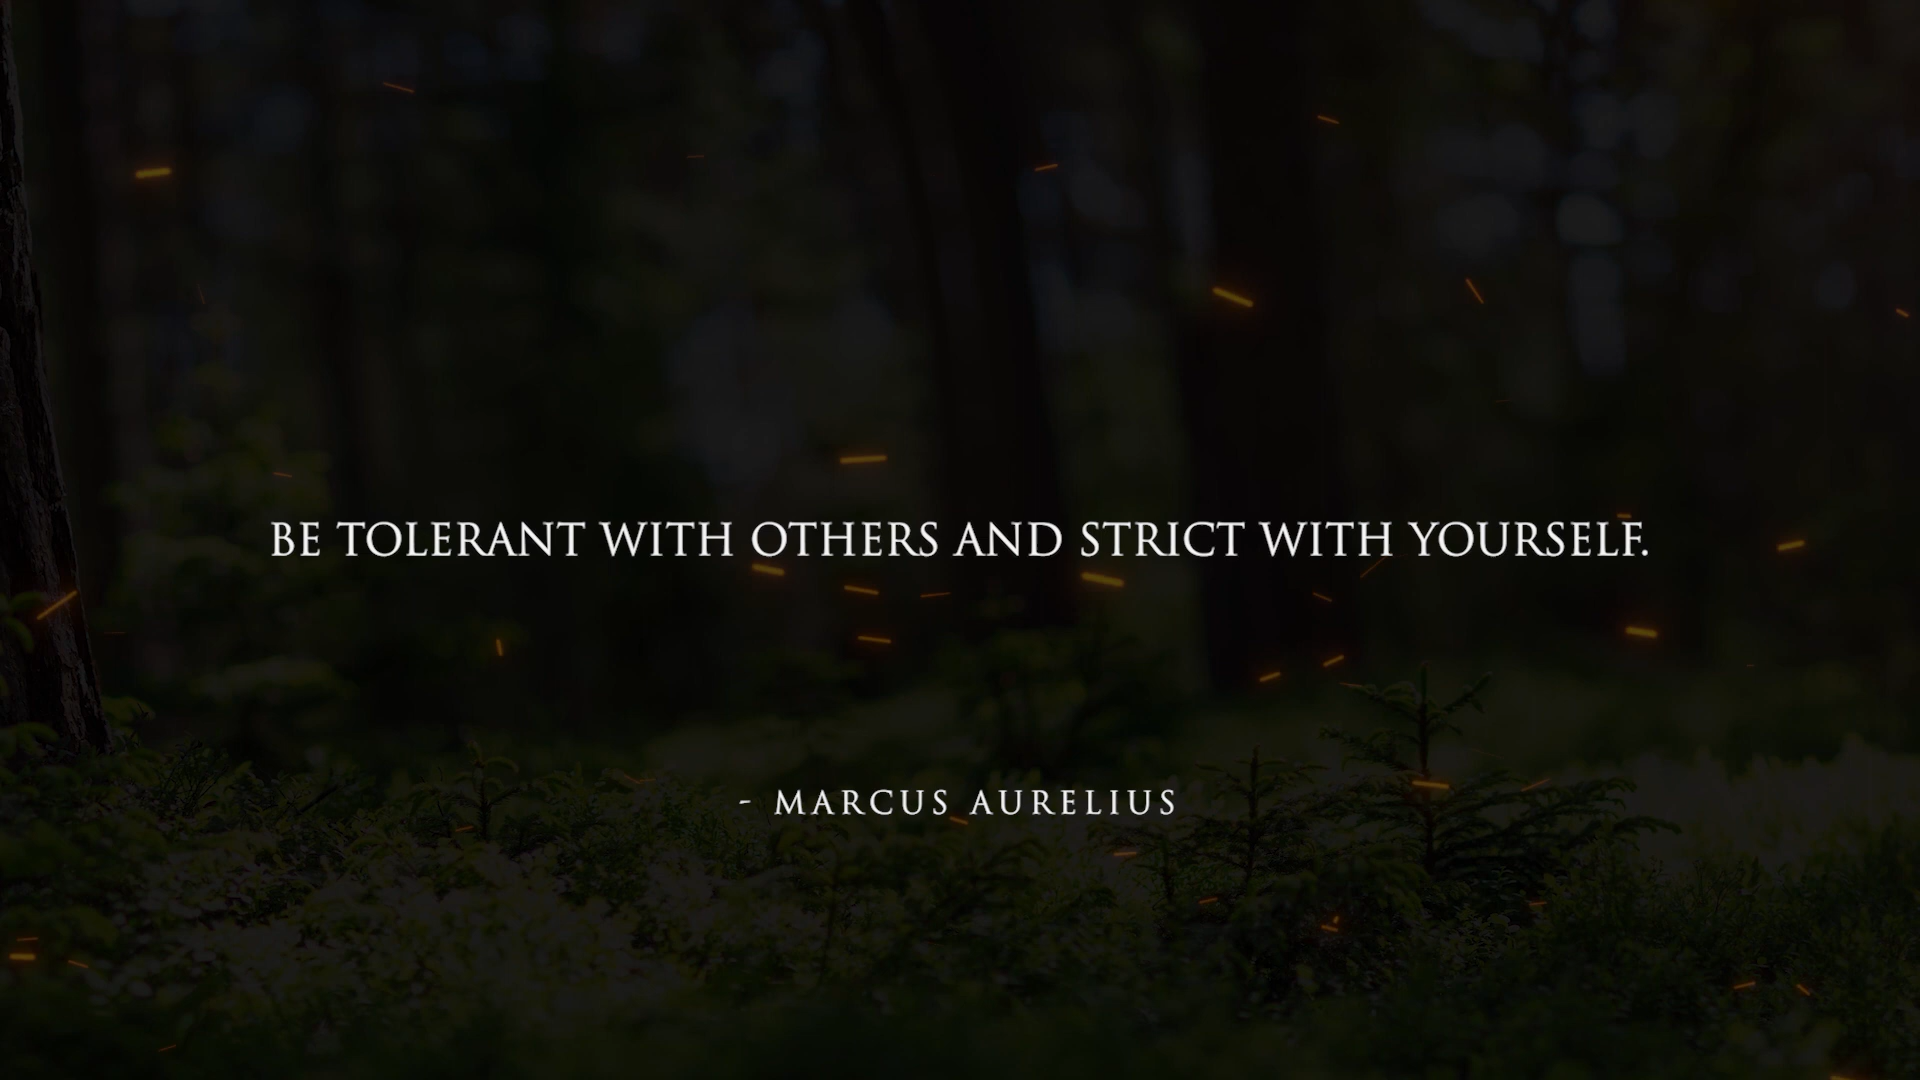 BE TOLERANT WITH OTHERS AND STRICT WITH YOURSELF.
- MARCUS AURELIUS